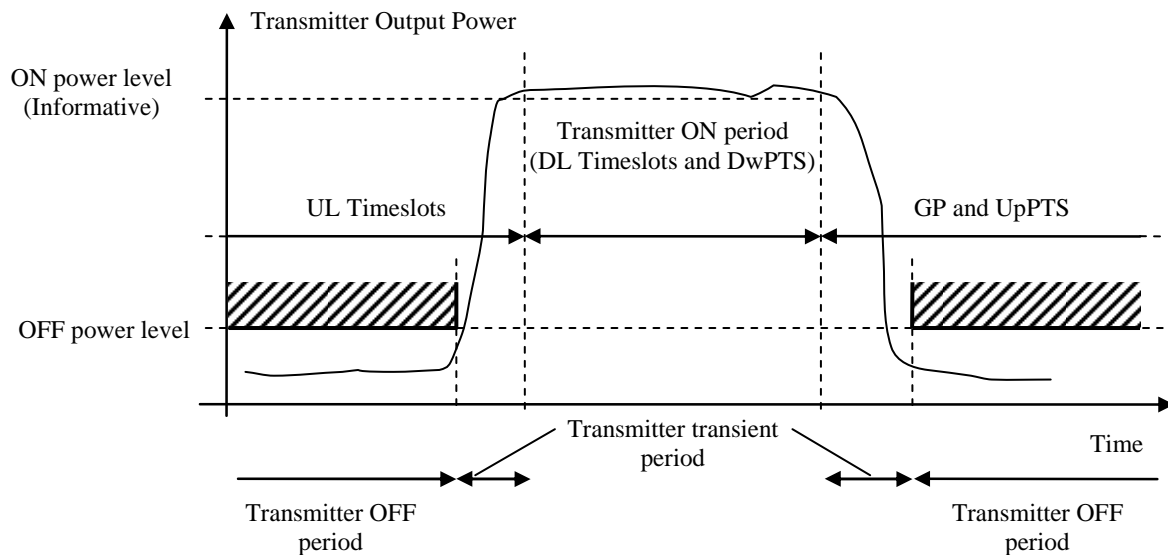 Transmitter Output Power
ON power level
(Informative)
Transmitter ON period
(DL Timeslots and DwPTS)
UL Timeslots
GP and UpPTS
OFF power level
Transmitter transient
period
Time
Transmitter OFF
period
Transmitter OFF
period